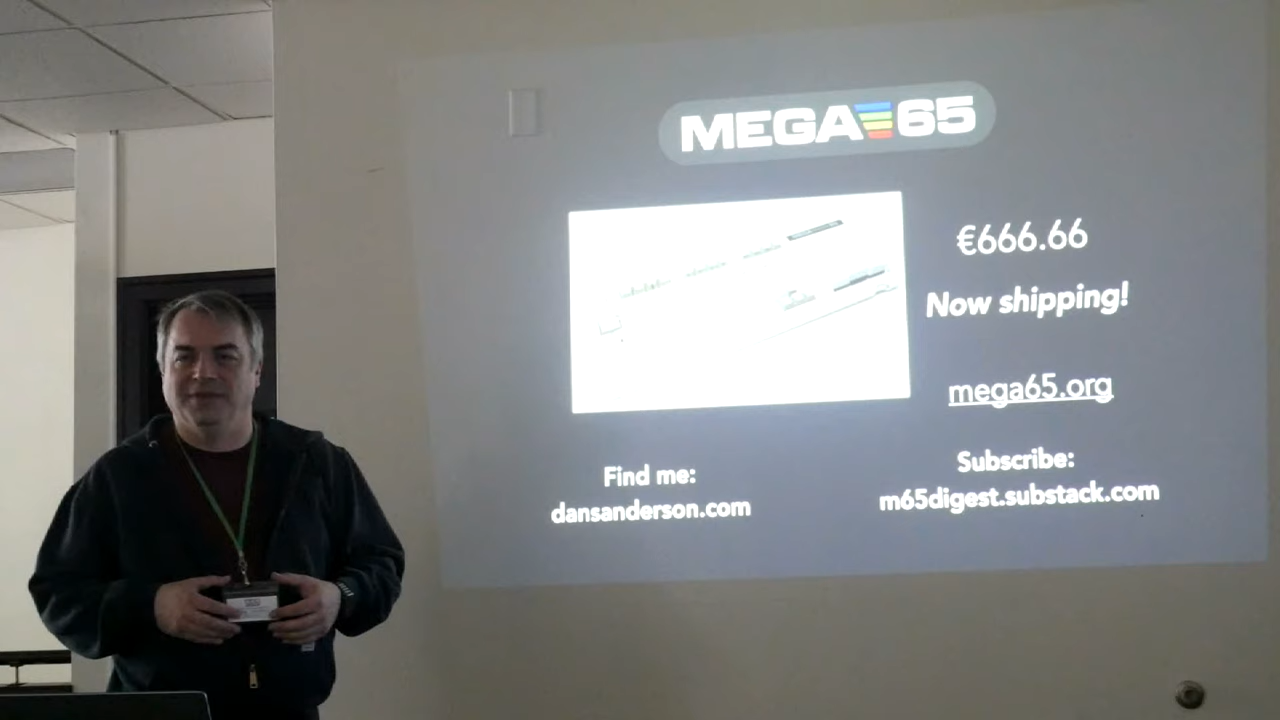 MEGA65
€666.66
Now shipping!
mega65.org
Find me:
dansanderson.com
Subscribe:
m65digest.substack.com